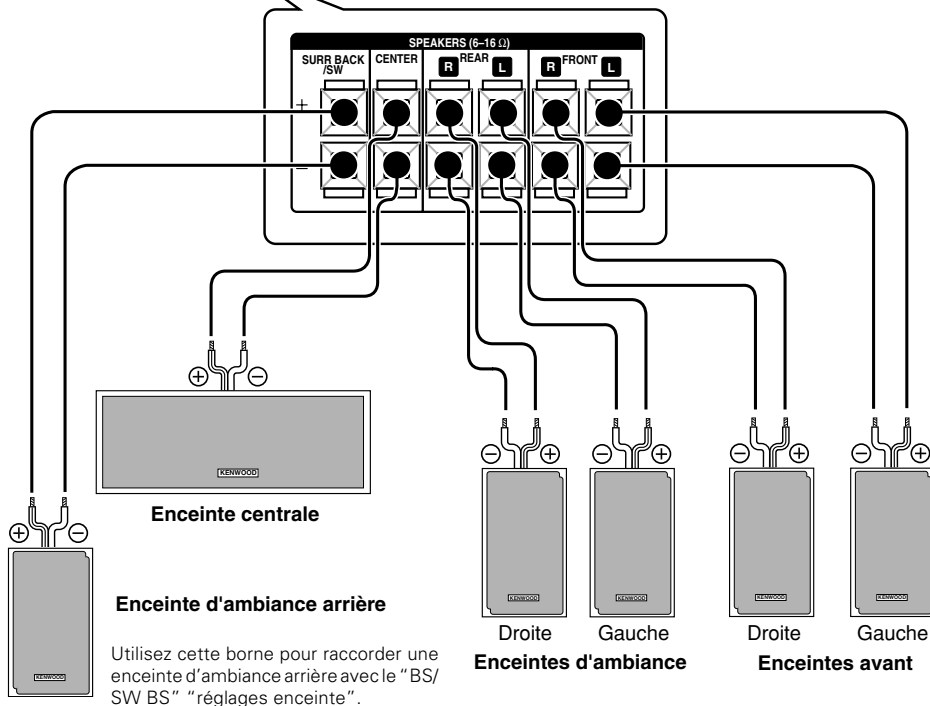 SPEAKERS (6–16 Ω)
SURR BACK
/SW
CENTER
REAR
R
L
FRONT
R
L
+
–
+
–
KENWOOD
Enceinte centrale
+
–
KENWOOD
Enceinte d'ambiance arrière
Utilisez cette borne pour raccorder une
enceinte d'ambiance arrière avec le "BS/
SW BS" "réglages enceinte".
–
+
–
+
KENWOOD
KENWOOD
Droite
Gauche
Enceintes d'ambiance
–
+
–
+
KENWOOD
KENWOOD
Droite
Gauche
Enceintes avant